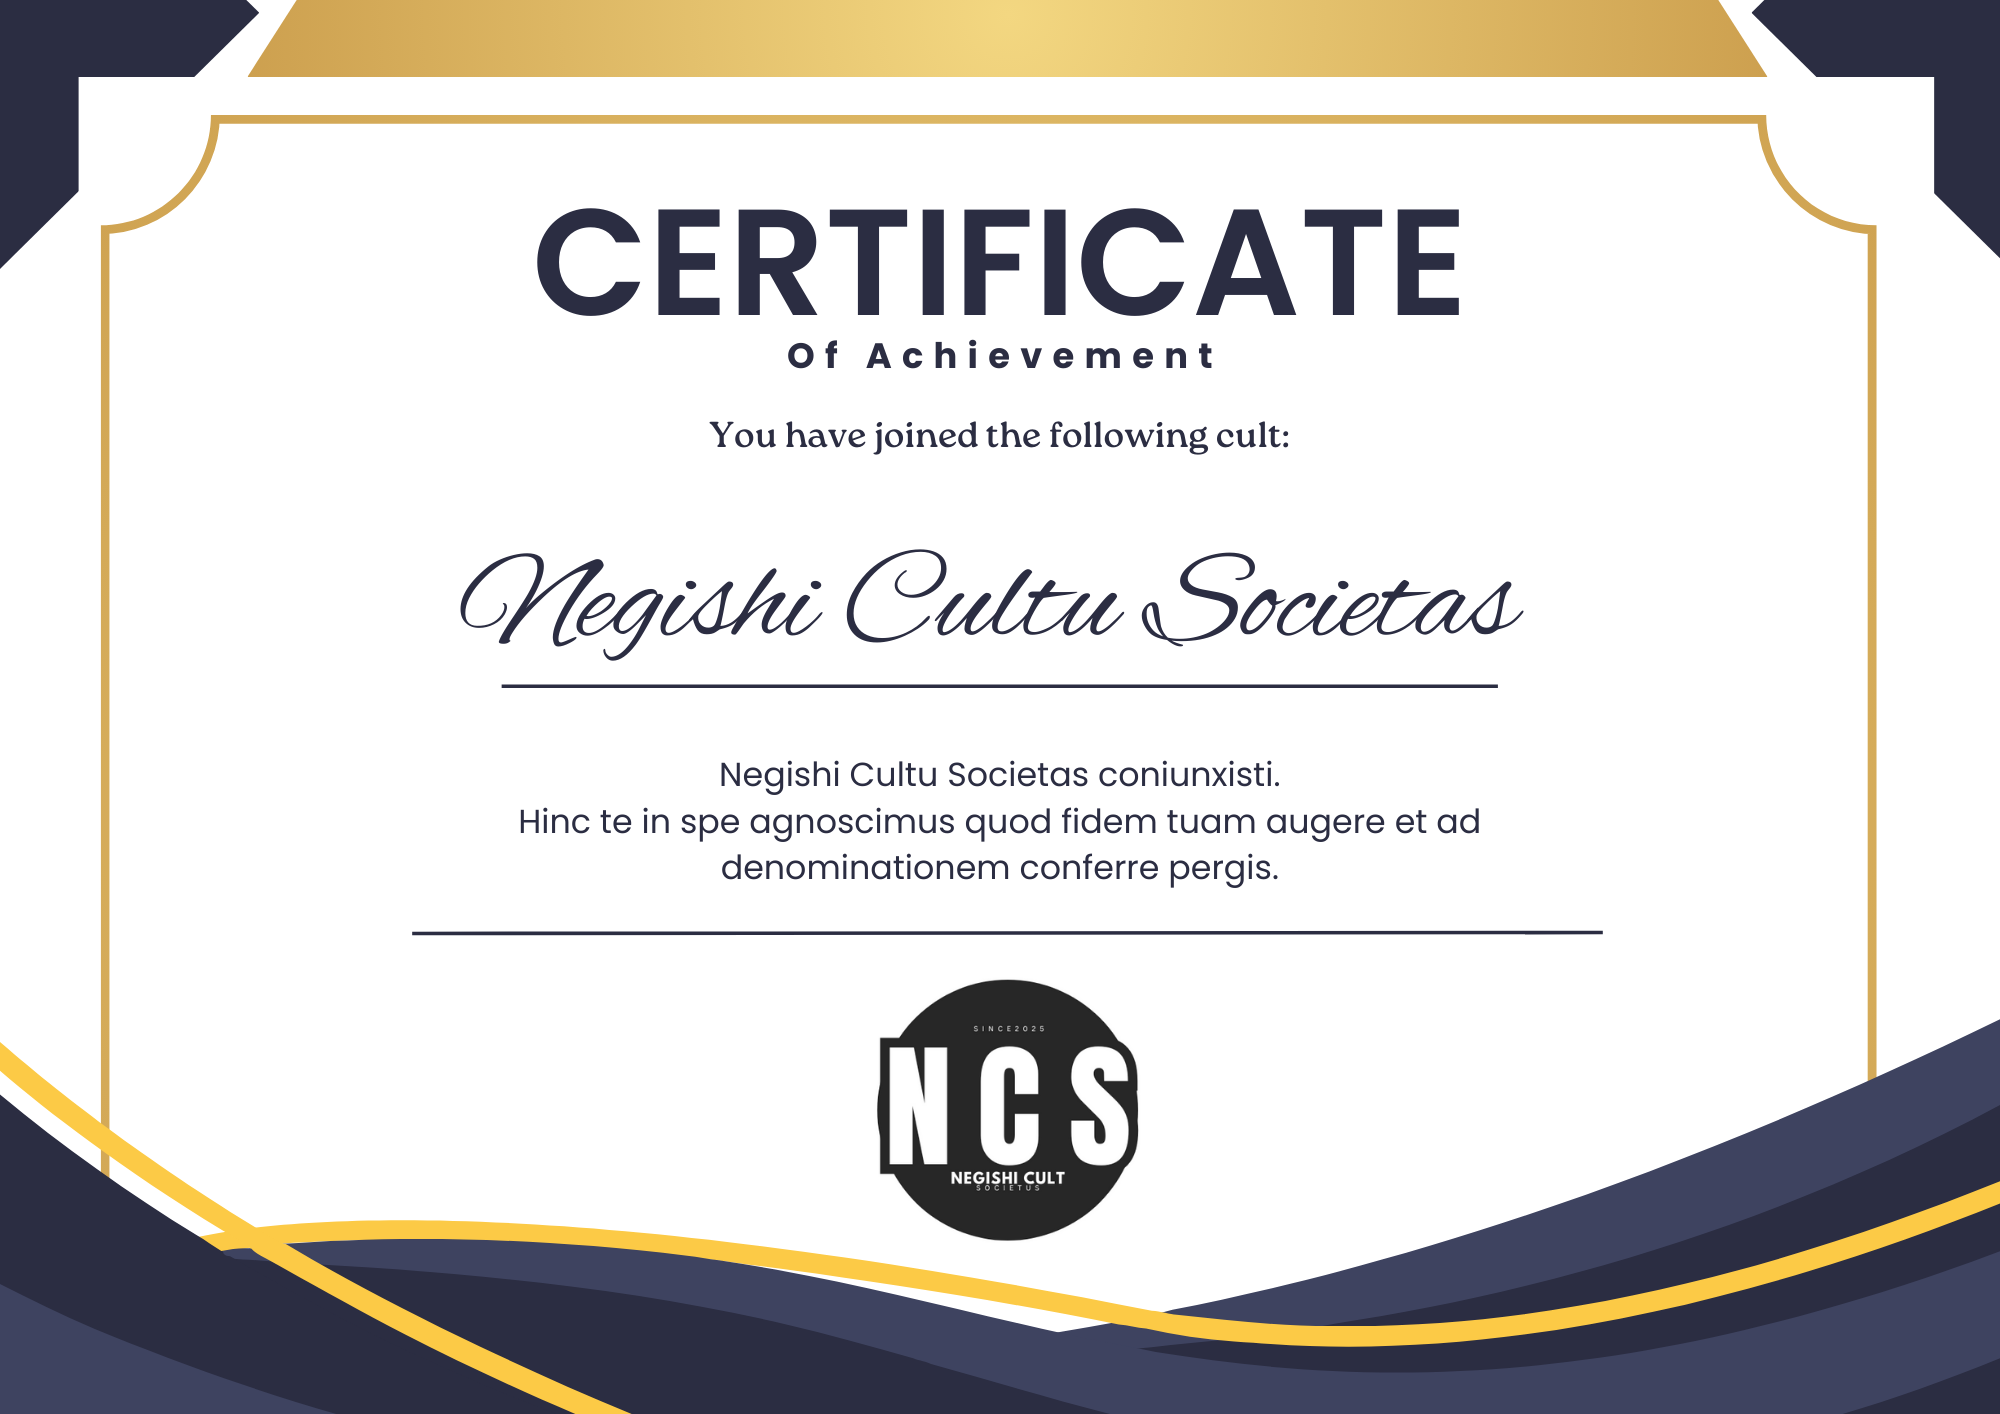 CERTIFICATE
Of Achievement
You have joined the following cult:
Negishi Cultu Societas
Negishi Cultu Societas coniunxisti.
Hinc te in spe agnoscimus quod fidem tuam augere et ad
denominationem conferre pergis.
SINCE2025
NCS
NEGISHI CULT
SOCIETUS